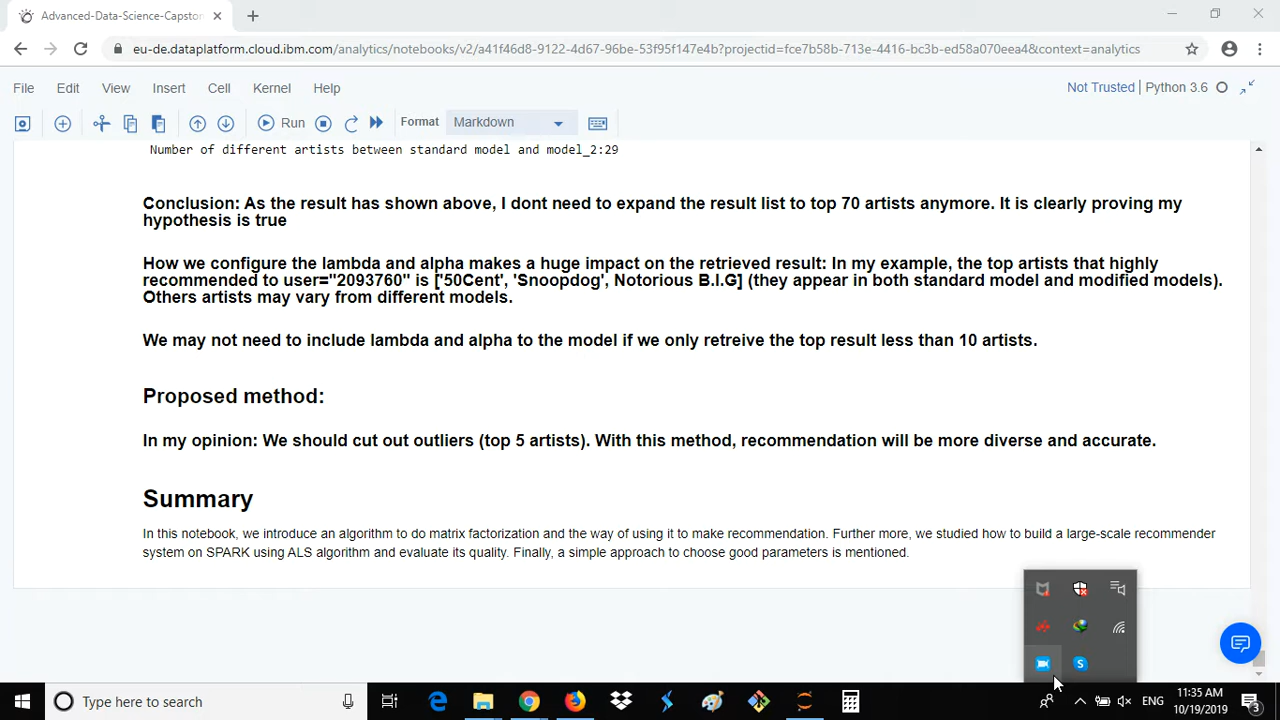 Advanced-Data-Science-Capstor
eu-de.dataplatform.cloud.ibm.com/analytics/notebooks/v2/a41f46d8-9122-4d67-96be-53f95f147e4b?projectid=fce7b58b-713e-4416-bc3b-ed58a070eea4&context=analytics
File Edit View Insert Cell Kernel Help Not Trusted | Python 3.6
Run Format Markdown
Number of different artists between standard model and model_2:29
Conclusion: As the result has shown above, I dont need to expand the result list to top 70 artists anymore. It is clearly proving my
hypothesis is true
How we configure the lambda and alpha makes a huge impact on the retrieved result: In my example, the top artists that highly
recommended to user="2093760" is ['50Cent', 'Snoopdog', Notorious B.I.G] (they appear in both standard model and modified models).
Others artists may vary from different models.
We may not need to include lambda and alpha to the model if we only retreive the top result less than 10 artists.
Proposed method:
In my opinion: We should cut out outliers (top 5 artists). With this method, recommendation will be more diverse and accurate.
Summary
In this notebook, we introduce an algorithm to do matrix factorization and the way of using it to make recommendation. Further more, we studied how to build a large-scale recommender
system on SPARK using ALS algorithm and evaluate its quality. Finally, a simple approach to choose good parameters is mentioned.
Type here to search
ENG
11:35 AM
10/19/2019
3